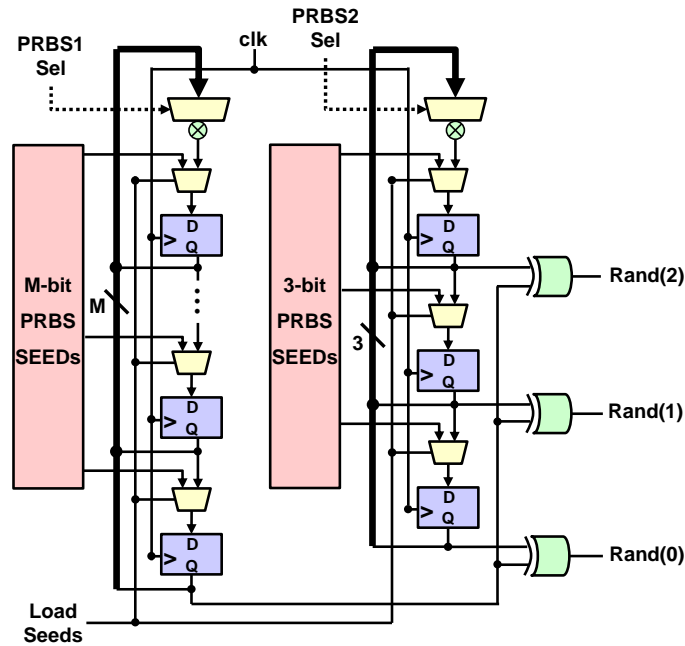 PRBS1
Sel
clk
PRBS2
Sel
M-bit
PRBS
SEEDs
M
3-bit
PRBS
SEEDs
3
D
Q
>
D
Q
>
D
Q
>
D
Q
>
D
Q
>
D
Q
>
Rand(2)
Rand(1)
Rand(0)
Load
Seeds